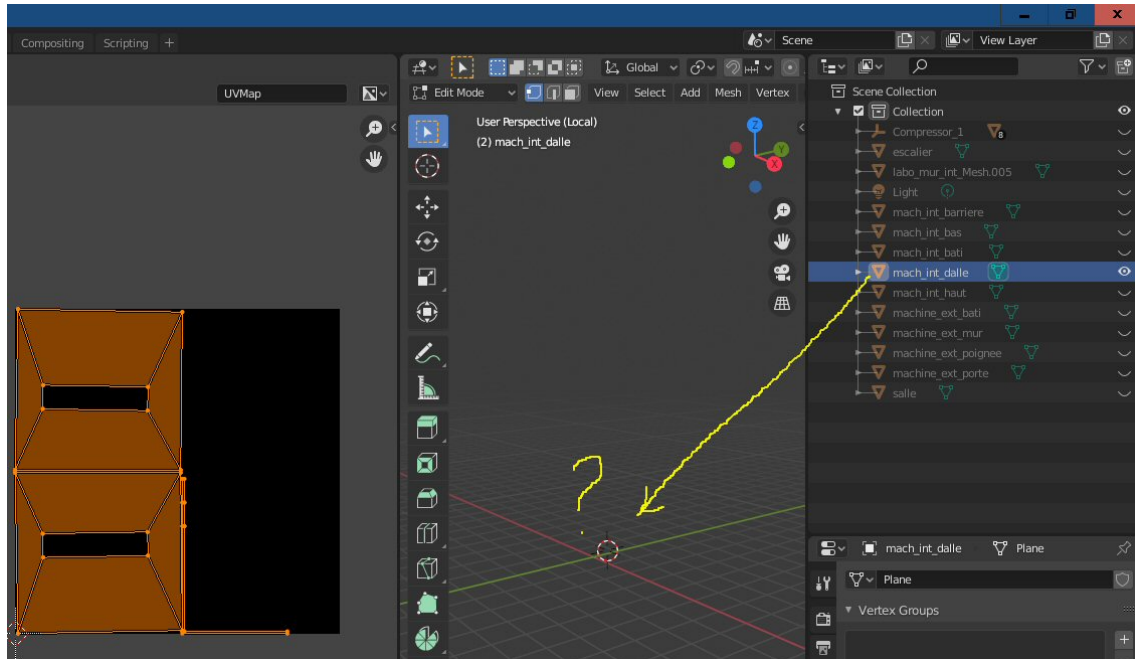 Compositing Scripting +
Scene
View Layer
UVMap
Global
Edit Mode View Select Add Mesh Vertex
User Perspective (Local)
(2) mach_int_dalle
Z
Y
X
?
Scene Collection
Collection
Compressor_1 8
escalier
labo_mur_int_Mesh.005
Light
mach_int_barriere
mach_int_bas
mach_int_bati
mach_int_dalle
mach_int_haut
machine_ext_bati
machine_ext_mur
machine_ext_poignee
machine_ext_porte
salle
mach_int_dalle Plane
Plane
Vertex Groups